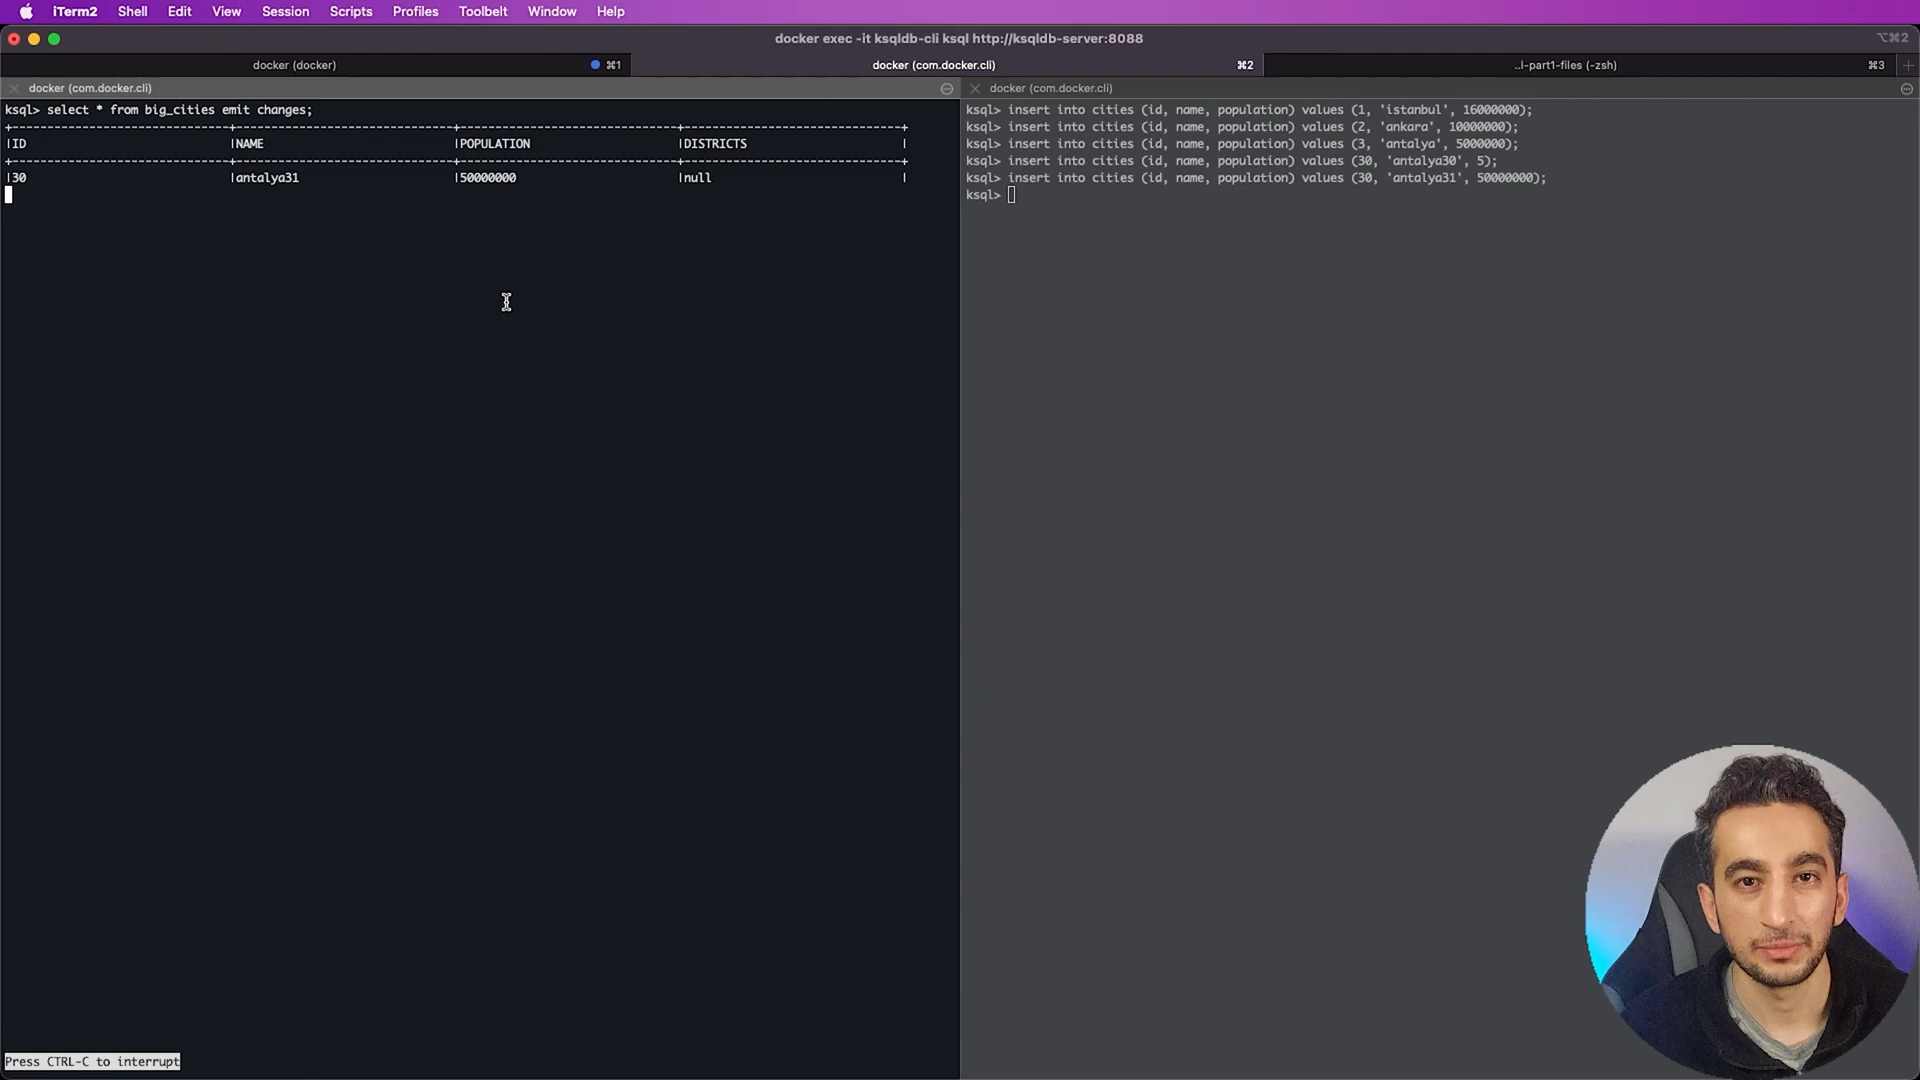 iTerm2 Shell Edit View Session Scripts Profiles Toolbelt Window Help
docker exec -it ksqldb-cli ksql http://ksqldb-server:8088 ⌥⌘2
docker (docker) ⌘1 docker (com.docker.cli) ⌘2 ..l-part1-files (-zsh) ⌘3
docker (com.docker.cli)
ksql> select * from big_cities emit changes;
+--------------------------------+--------------------------------+--------------------------------+--------------------------------+
|ID |NAME |POPULATION |DISTRICTS |
+--------------------------------+--------------------------------+--------------------------------+--------------------------------+
|30 |antalya31 |50000000 |null |
Press CTRL-C to interrupt
docker (com.docker.cli)
ksql> insert into cities (id, name, population) values (1, 'istanbul', 16000000);
ksql> insert into cities (id, name, population) values (2, 'ankara', 10000000);
ksql> insert into cities (id, name, population) values (3, 'antalya', 5000000);
ksql> insert into cities (id, name, population) values (30, 'antalya30', 5);
ksql> insert into cities (id, name, population) values (30, 'antalya31', 50000000);
ksql>